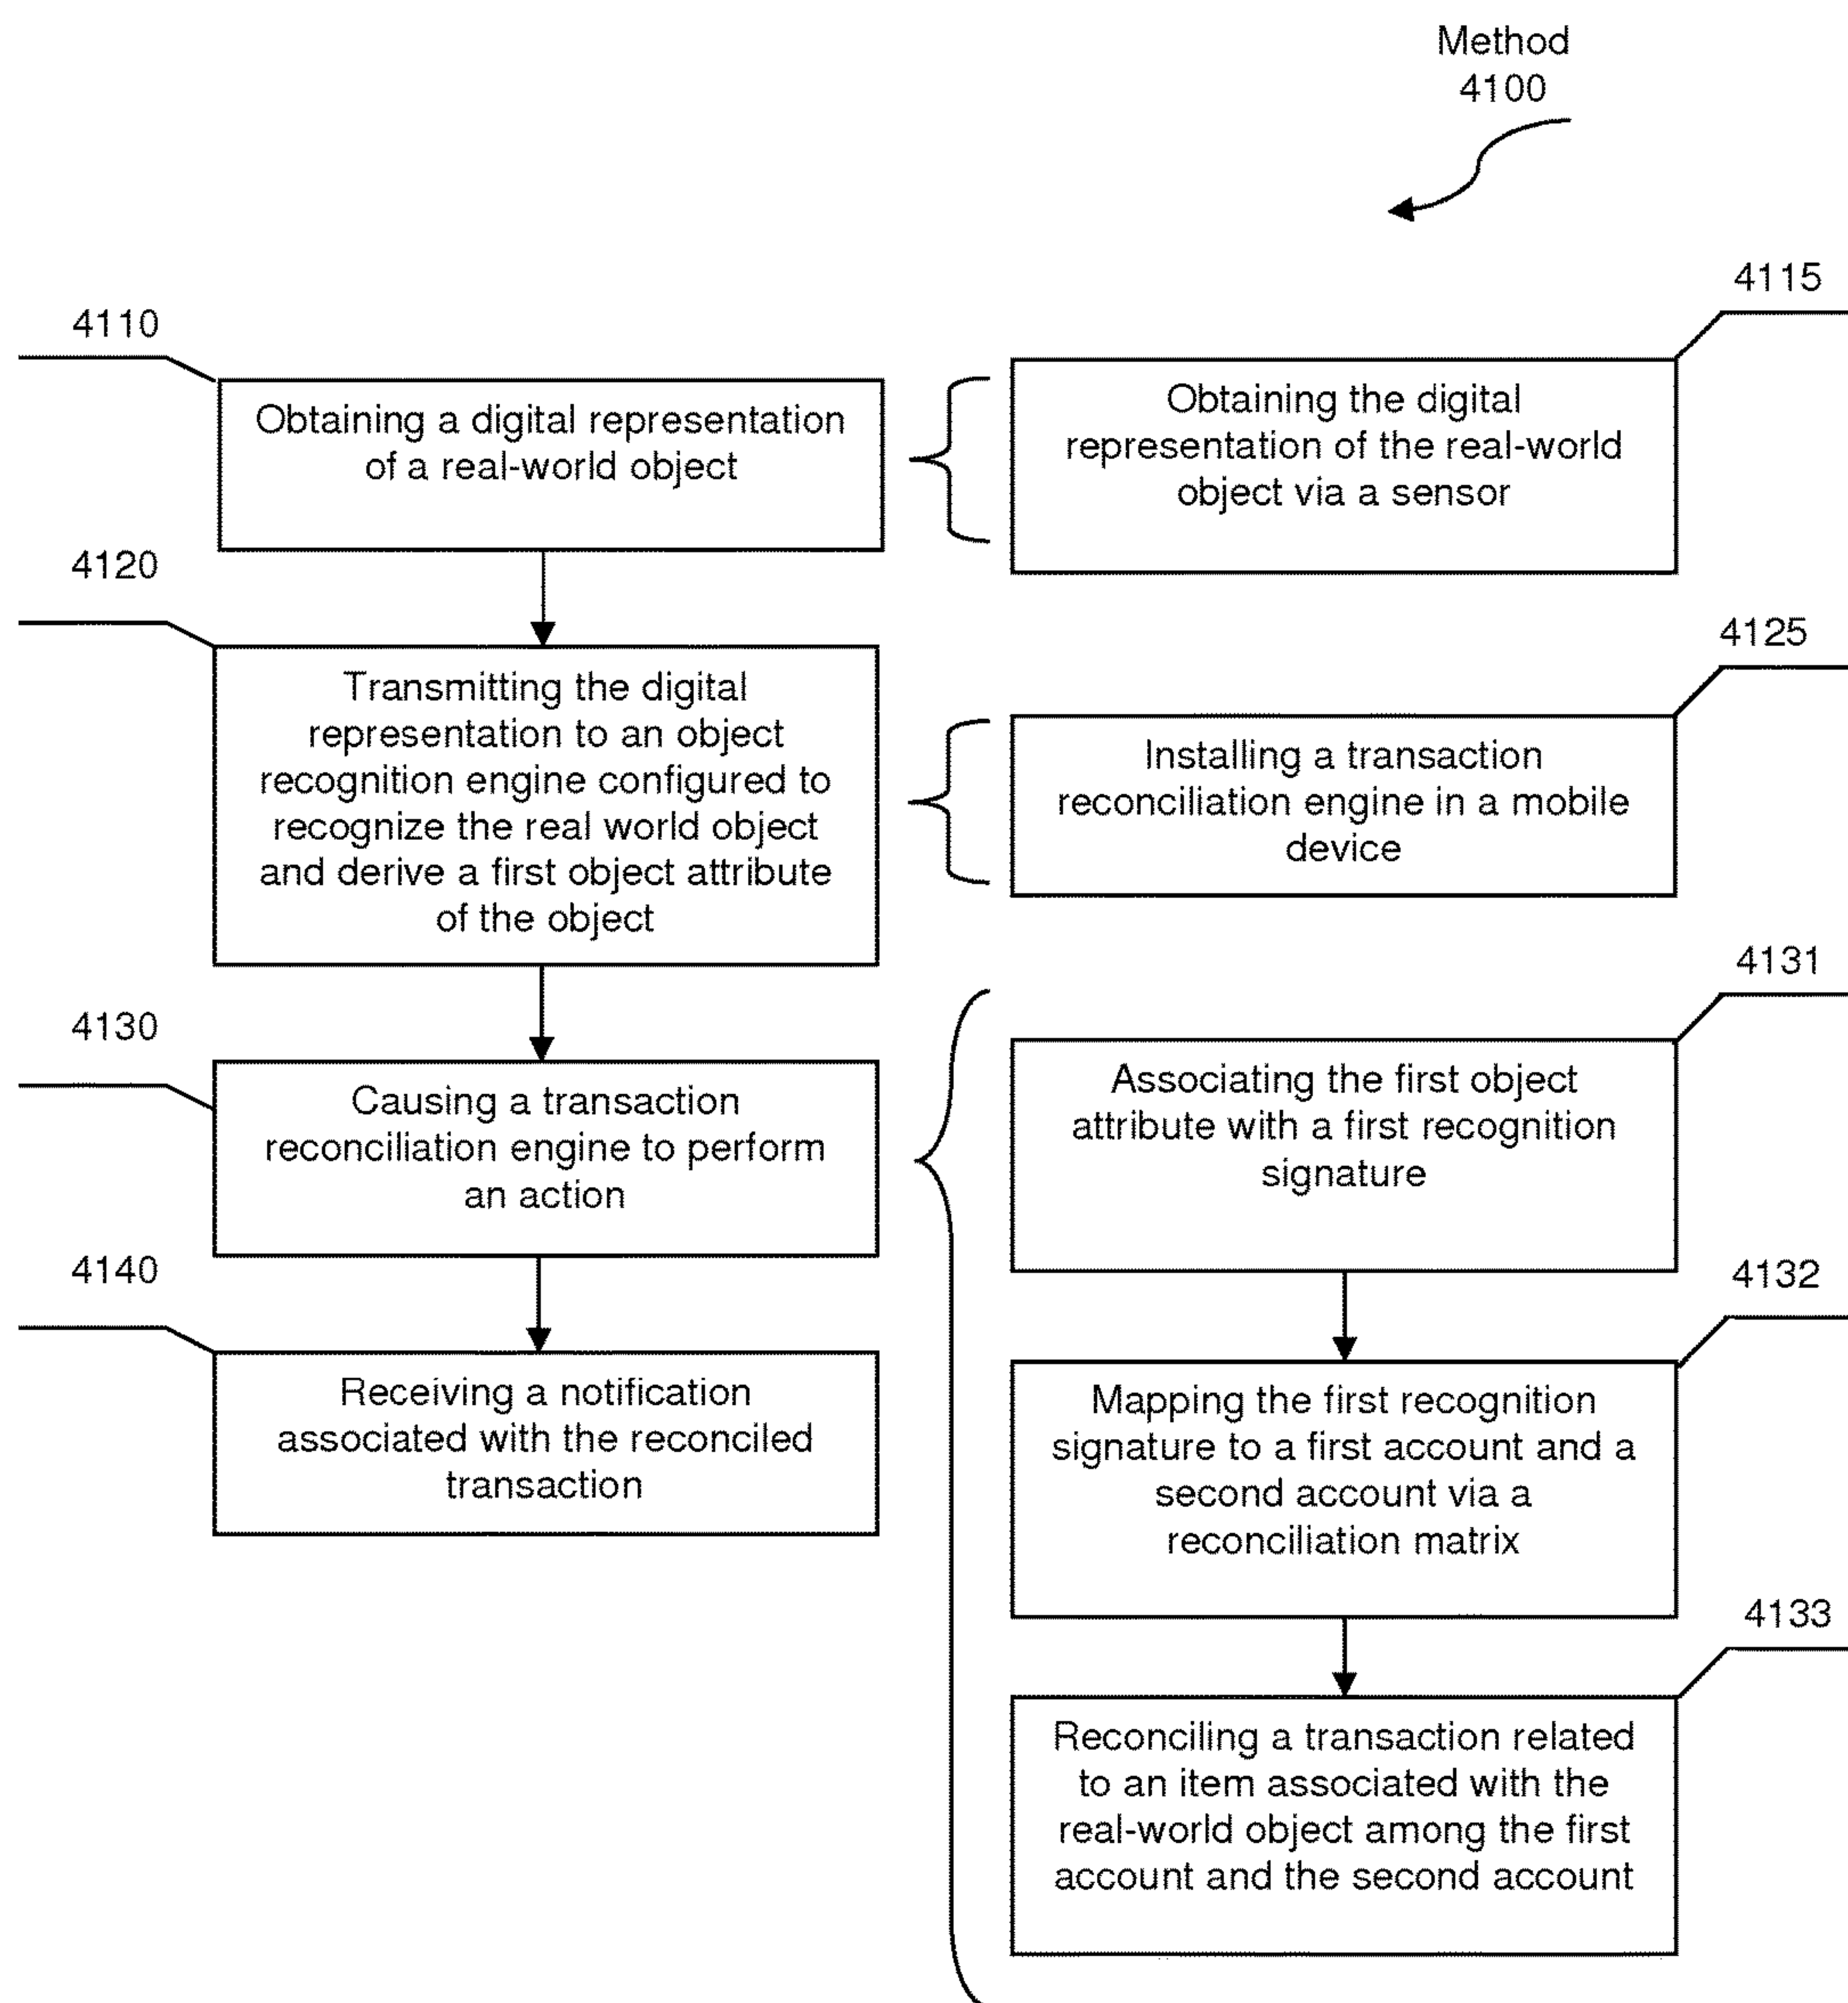 Method
4100
4115
4110
Obtaining a digital representation
of a real-world object
Obtaining the digital
representation of the real-world
object via a sensor
4120
Transmitting the digital
representation to an object
recognition engine configured to
recognize the real world object
and derive a first object attribute
of the object
4125
Installing a transaction
reconciliation engine in a mobile
device
4130
Causing a transaction
reconciliation engine to perform
an action
4131
Associating the first object
attribute with a first recognition
signature
4140
Receiving a notification
associated with the reconciled
transaction
4132
Mapping the first recognition
signature to a first account and a
second account via a
reconciliation matrix
4133
Reconciling a transaction related
to an item associated with the
real-world object among the first
account and the second account